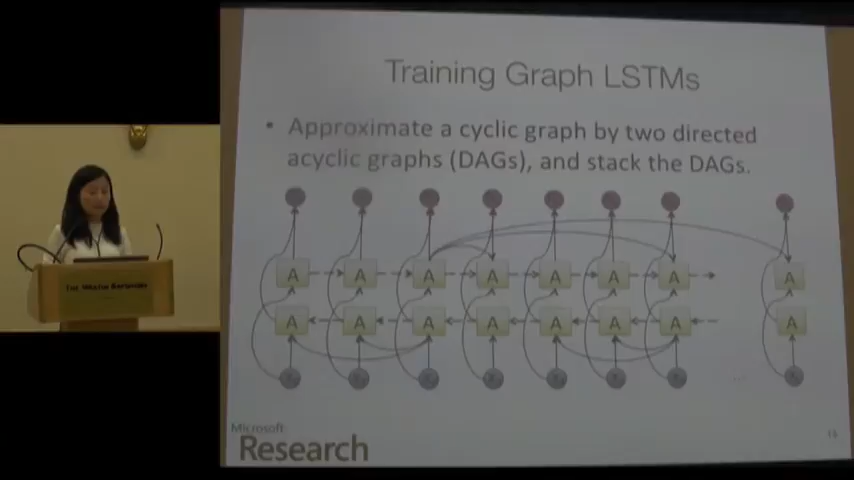 Training Graph LSTMs
• Approximate a cyclic graph by two directed
acyclic graphs (DAGs), and stack the DAGs.
A A A A A A A A
A A A A A A A A
...
Microsoft
Research